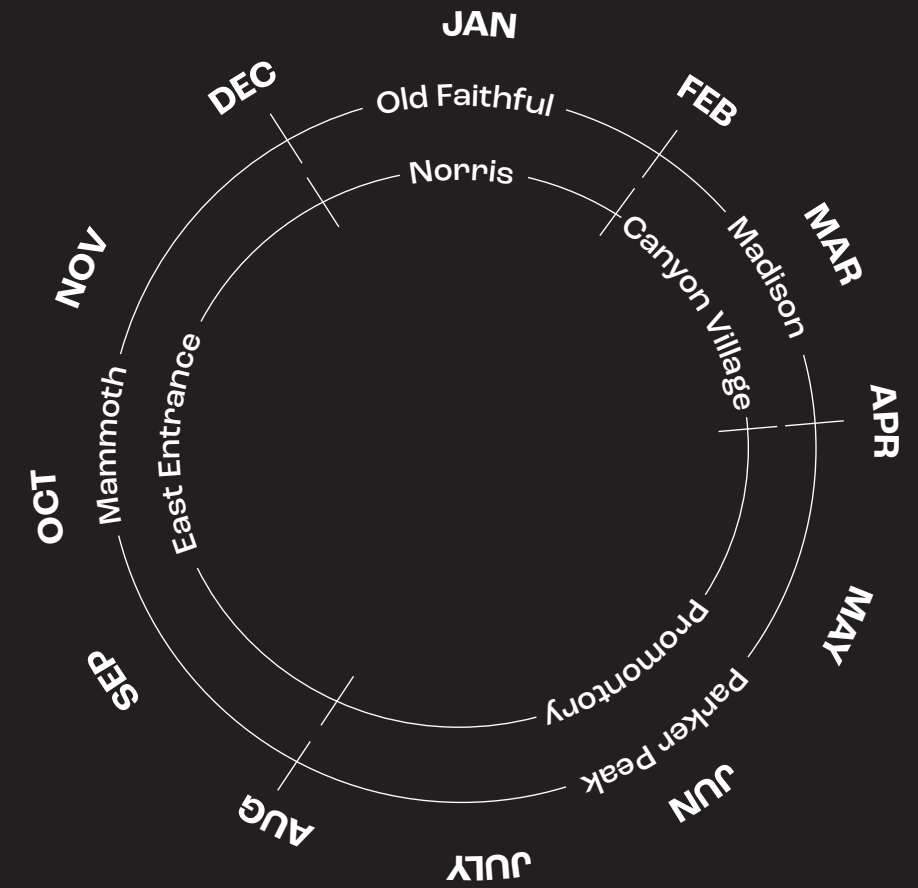 JAN
FEB
MAR
APR
MAY
JUN
JULY
AUG
SEP
OCT
NOV
DEC
Old Faithful
Madison
Parker Peak
Mammoth
Norris
Canyon Village
Promontory
East Entrance